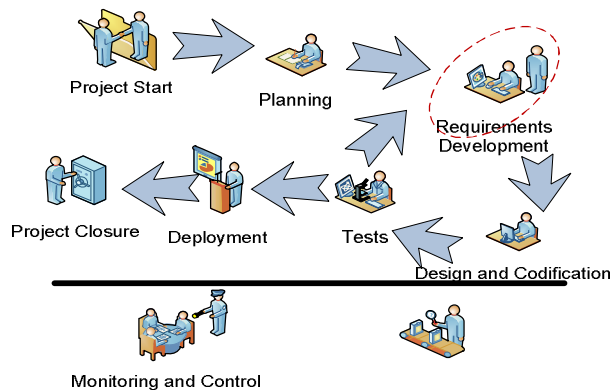 Project Start
Planning
Requirements
Development
Project Closure
Deployment
Tests
Design and Codification
Monitoring and Control